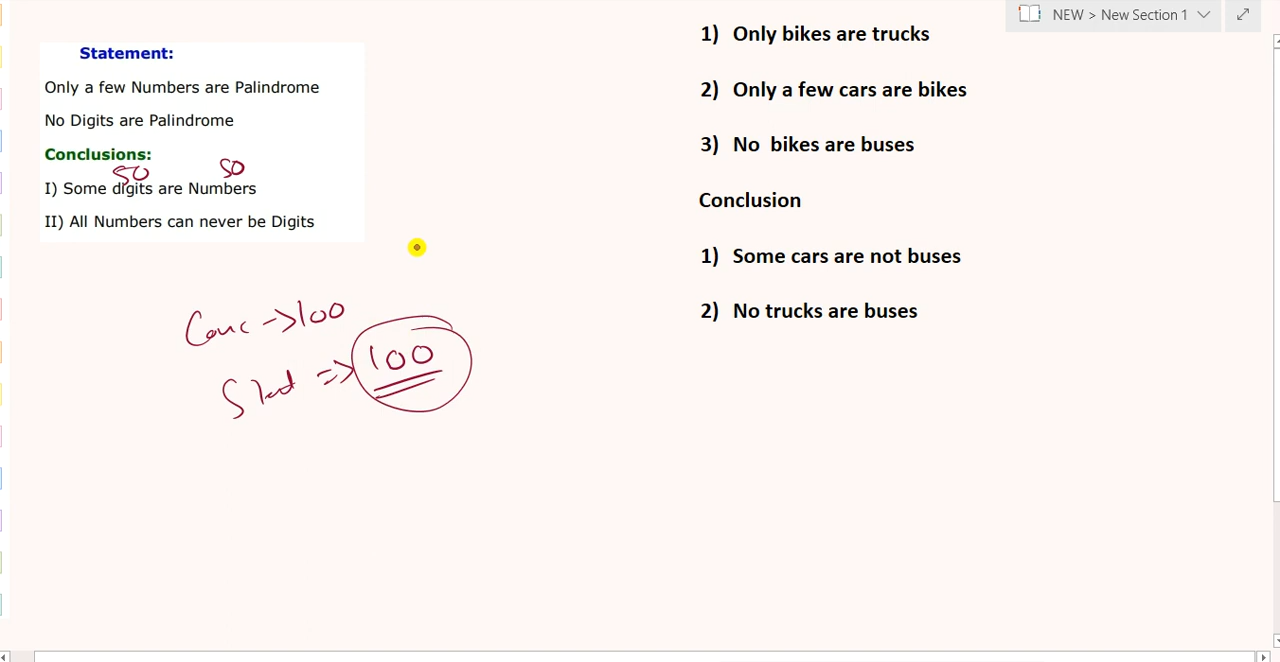 NEW > New Section 1
Statement:
Only a few Numbers are Palindrome
No Digits are Palindrome
Conclusions:
50 50
I) Some digits are Numbers
II) All Numbers can never be Digits
Conc -> 100
=> 100
1) Only bikes are trucks
2) Only a few cars are bikes
3) No bikes are buses
Conclusion
1) Some cars are not buses
2) No trucks are buses